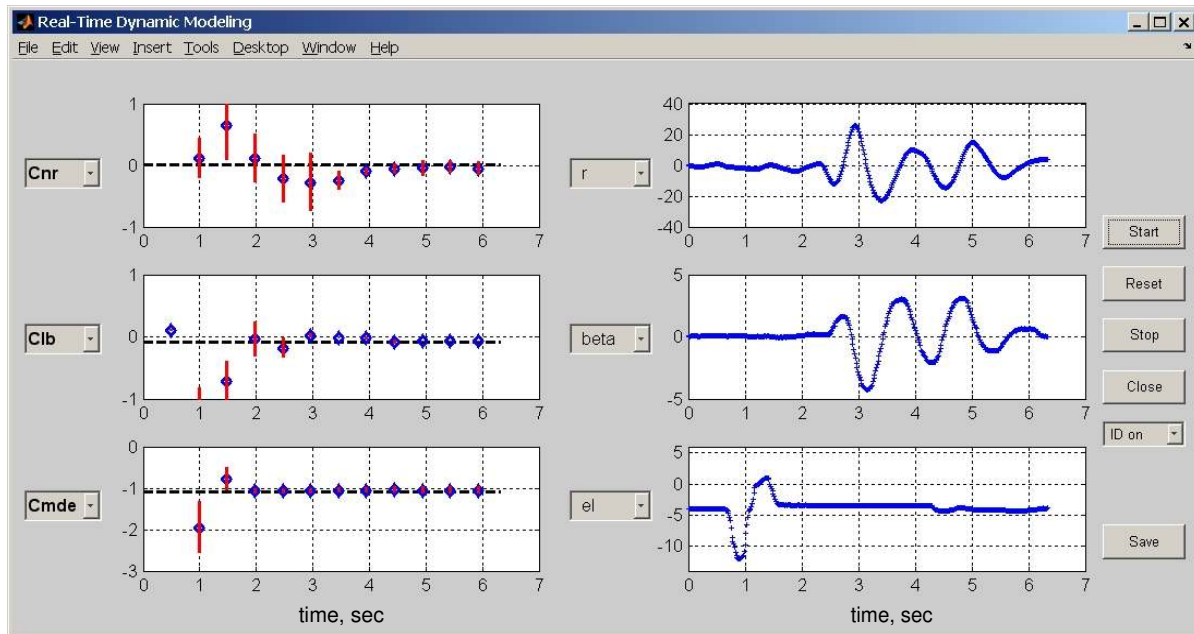 Real-Time Dynamic Modeling
File Edit View Insert Tools Desktop Window Help
Cnr
1
0
-1
0 1 2 3 4 5 6 7
r
40
20
0
-20
-40
0 1 2 3 4 5 6 7
Clb
1
0
-1
0 1 2 3 4 5 6 7
beta
5
0
-5
0 1 2 3 4 5 6 7
Cmde
0
-1
-2
-3
0 1 2 3 4 5 6 7
time, sec
el
5
0
-5
-10
0 1 2 3 4 5 6 7
time, sec
Start
Reset
Stop
Close
ID on
Save